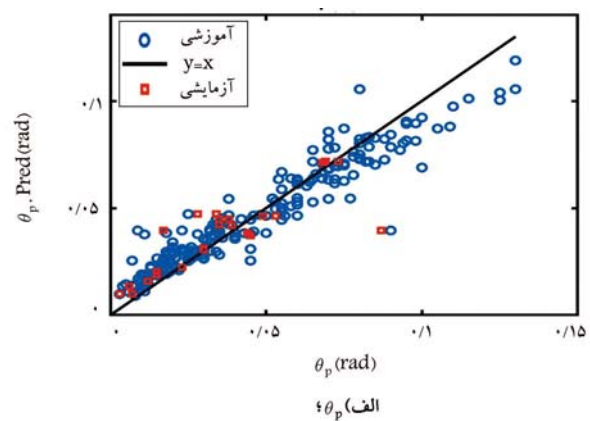 آموزشی
y=x
آزمایشی
θp, Pred(rad)
۰/۱
۰/۰۵
۰
۰ ۰/۰۵ ۰/۱ ۰/۱۵
θp (rad)
الف) θp؛